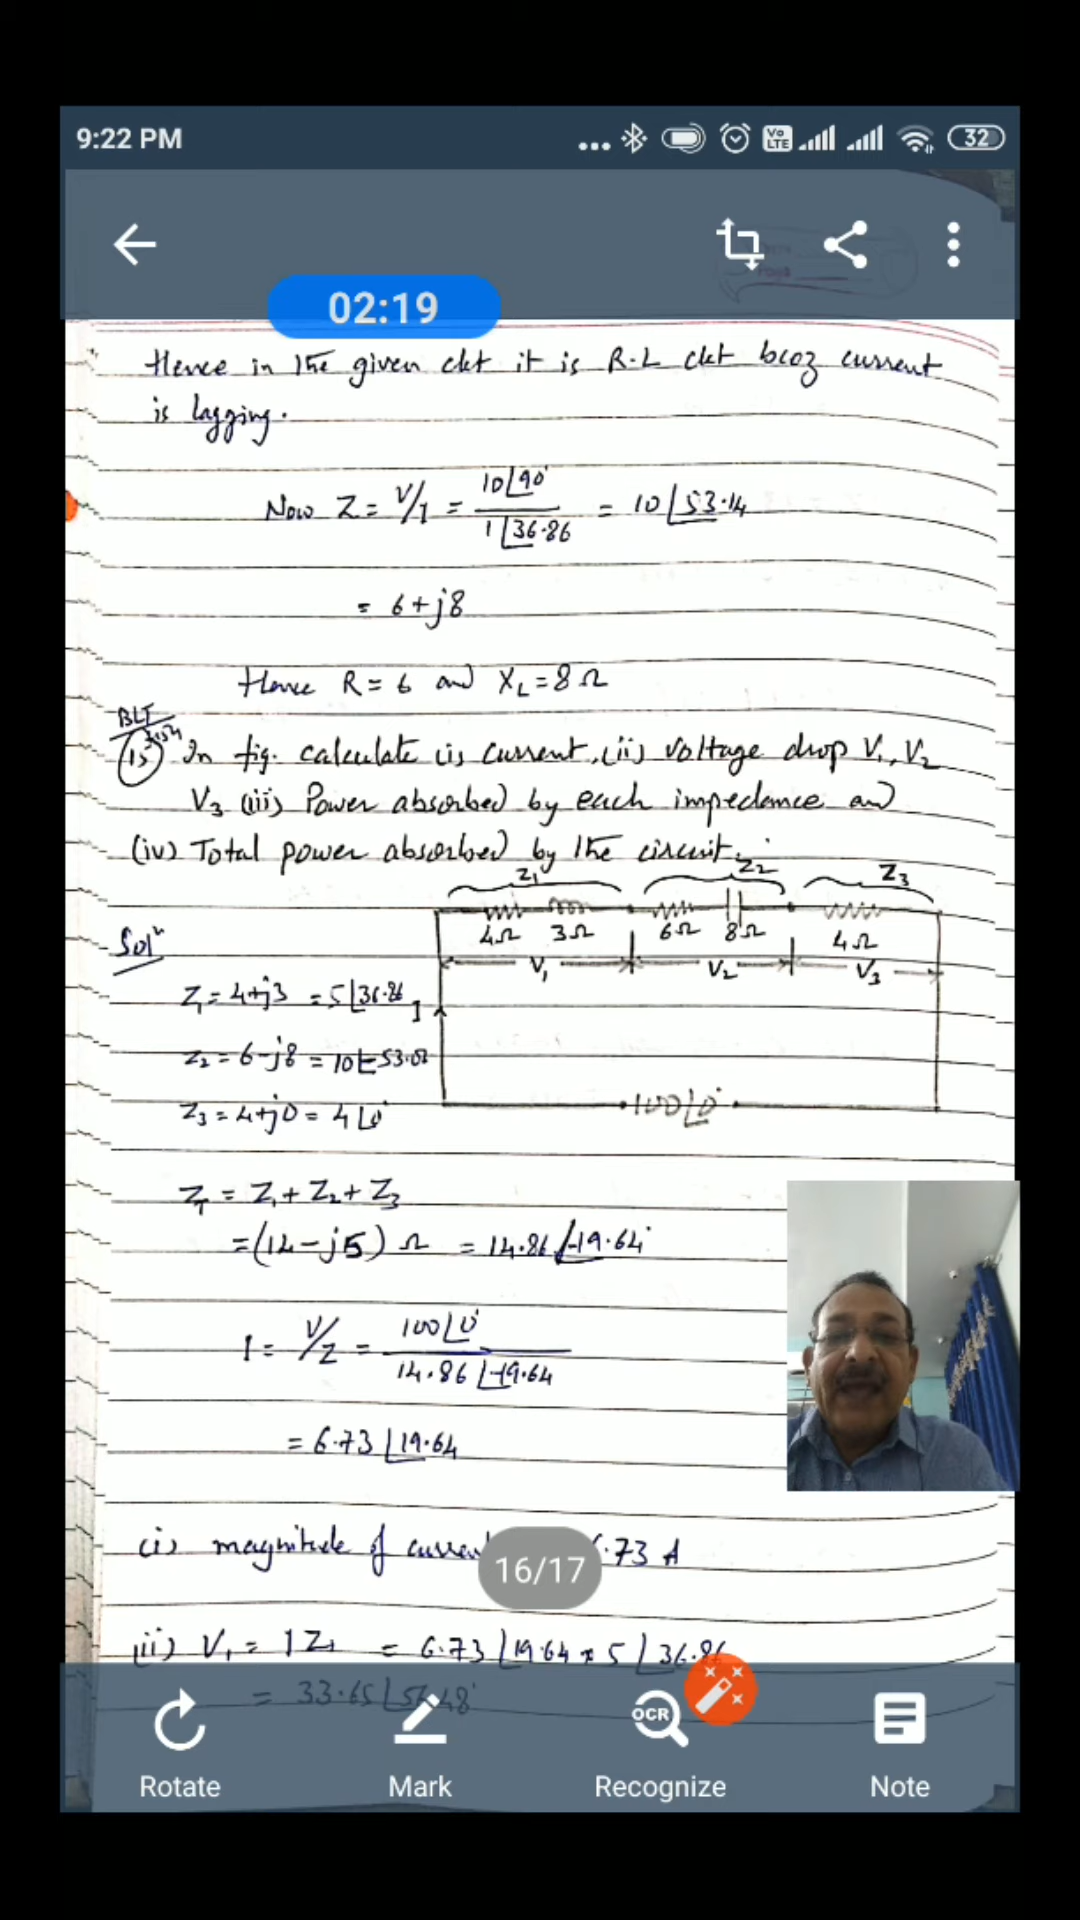 9:22 PM
Vo LTE
32
02:19
Hence in the given ckt it is R-L ckt bcoz current
is lagging.
Now Z = V/I = 10∠90° / 1∠36.86 = 10∠53.14
= 6+j8
Hence R = 6 and XL = 8 Ω
BLT
15 In fig. calculate (i) current, (ii) voltage drop V1, V2
V3 (iii) Power absorbed by each impedance and
(iv) Total power absorbed by the circuit.
Z1 Z2 Z3
4Ω 3Ω 6Ω 8Ω 4Ω
V1 V2 V3
Solⁿ
Z1 = 4+j3 = 5∠36.86
I
Z2 = 6-j8 = 10∠-53.
Z3 = 4+j0 = 4∠0°
100∠0°
ZT = Z1 + Z2 + Z3
= (14-j5) Ω = 14.86∠-19.64°
I = V/Z = 100∠0° / 14.86∠-19.64
= 6.73∠19.64
(i) magnitude of .73 A
16/17
(ii) V1 = IZ1 = 6.73∠19.64 × 5∠36.86
= 33.65
OCR
Rotate Mark Recognize Note